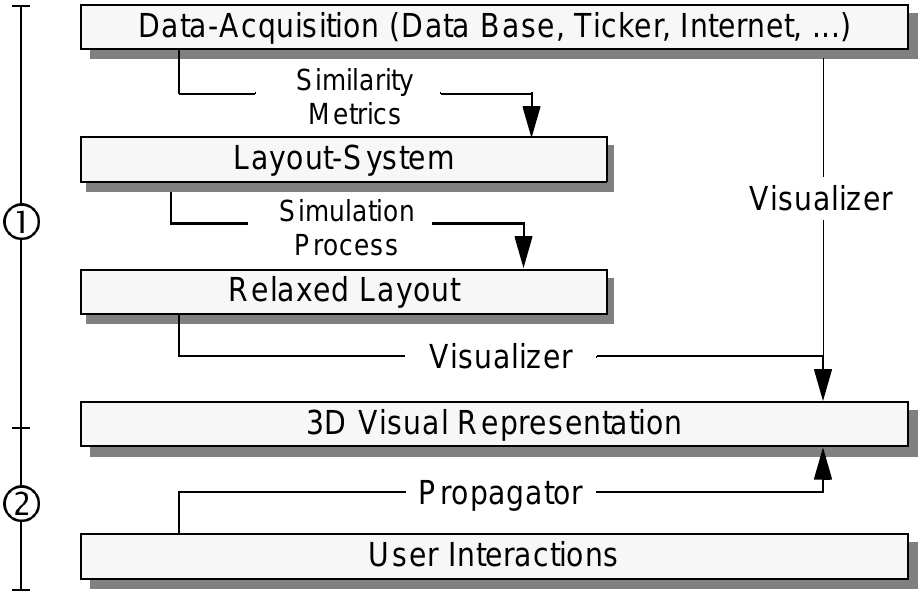 Data-Acquisition (Data Base, Ticker, Internet, ...)
Similarity
Metrics
Layout-System
Visualizer
1
Simulation
Process
Relaxed Layout
Visualizer
3D Visual Representation
2
Propagator
User Interactions